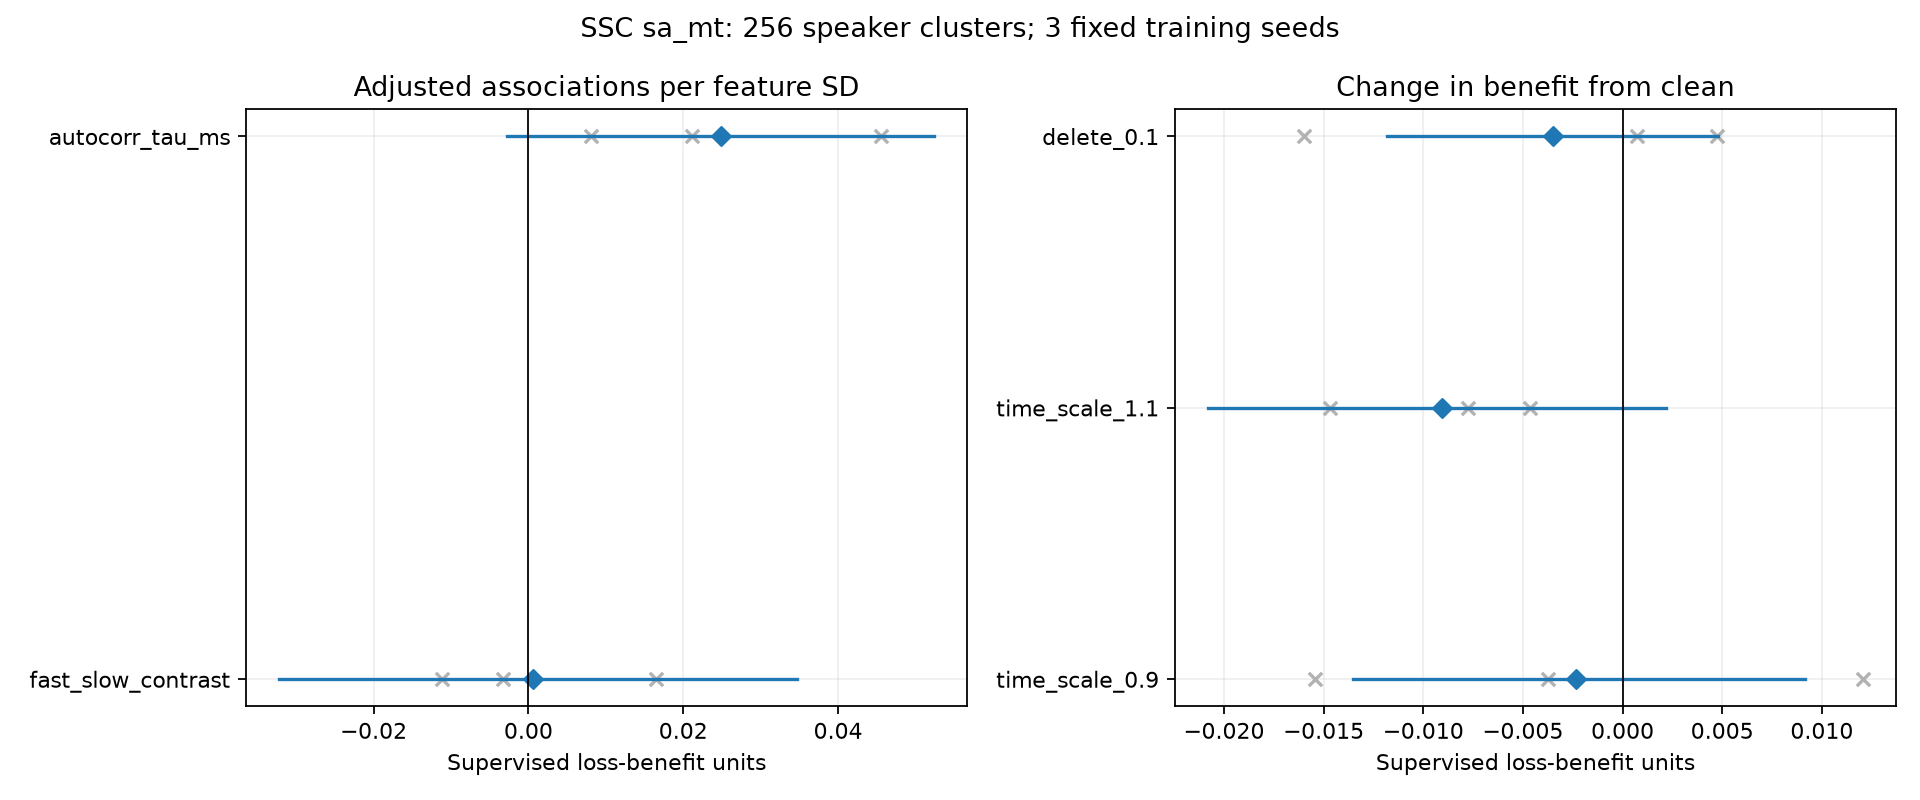 SSC sa_mt: 256 speaker clusters; 3 fixed training seeds
Adjusted associations per feature SD
autocorr_tau_ms
fast_slow_contrast
−0.02 0.00 0.02 0.04
Supervised loss-benefit units
Change in benefit from clean
delete_0.1
time_scale_1.1
time_scale_0.9
−0.020 −0.015 −0.010 −0.005 0.000 0.005 0.010
Supervised loss-benefit units